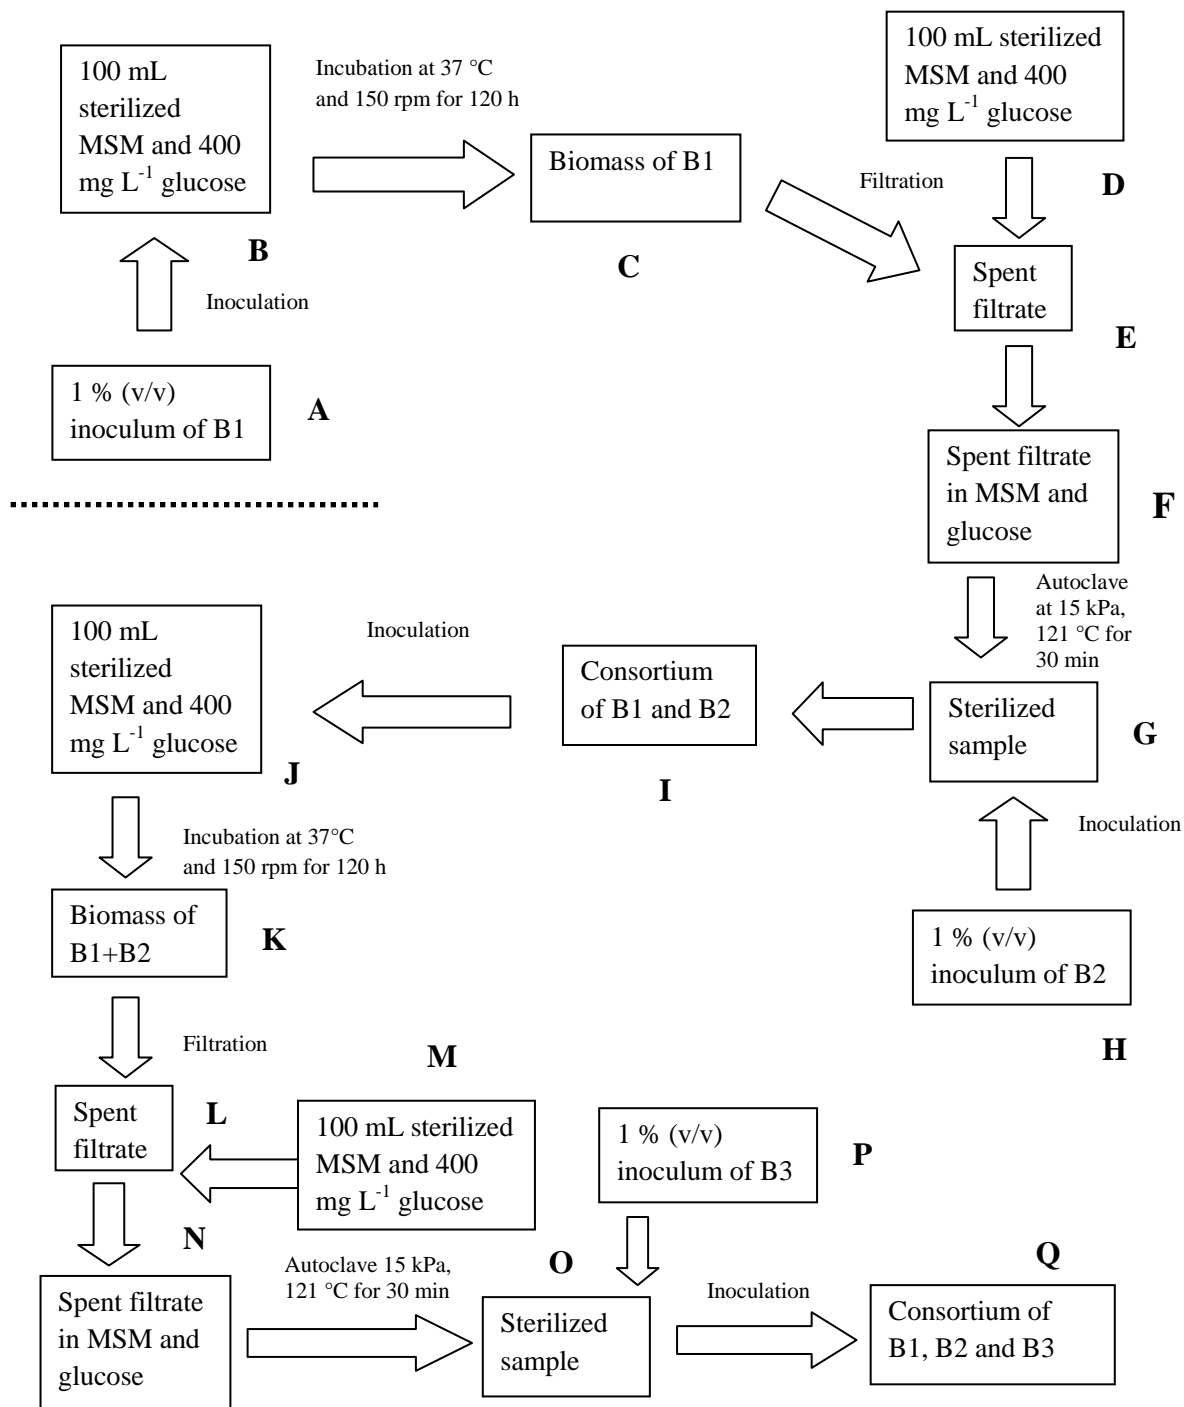 100 mL
sterilized
MSM and 400
mg L⁻¹ glucose
B
Incubation at 37 °C
and 150 rpm for 120 h
Biomass of B1
C
Filtration
100 mL sterilized
MSM and 400
mg L⁻¹ glucose
D
Inoculation
1 % (v/v)
inoculum of B1
A
Spent
filtrate
E
Spent filtrate
in MSM and
glucose
F
Autoclave
at 15 kPa,
121 °C for
30 min
Sterilized
sample
G
Inoculation
1 % (v/v)
inoculum of B2
H
Consortium
of B1 and B2
I
Inoculation
100 mL
sterilized
MSM and 400
mg L⁻¹ glucose
J
Incubation at 37°C
and 150 rpm for 120 h
Biomass of
B1+B2
K
Filtration
Spent
filtrate
L
M
100 mL sterilized
MSM and 400
mg L⁻¹ glucose
N
Spent filtrate
in MSM and
glucose
Autoclave 15 kPa,
121 °C for 30 min
1 % (v/v)
inoculum of B3
P
O
Sterilized
sample
Inoculation
Q
Consortium of
B1, B2 and B3